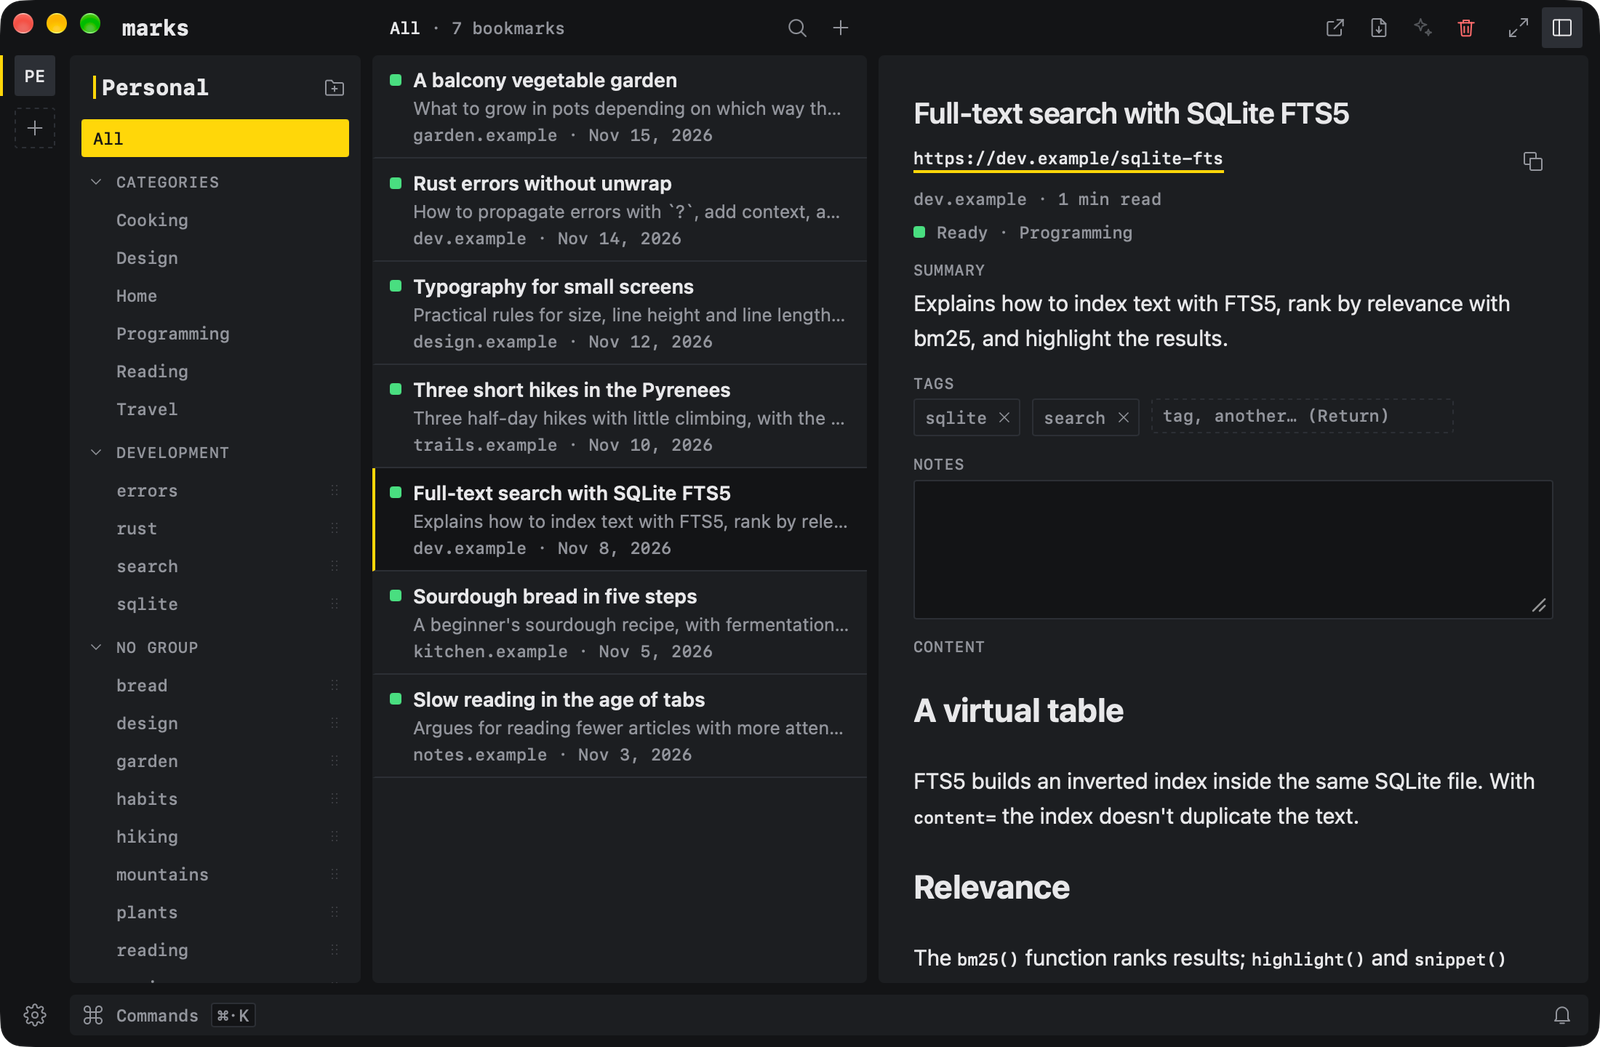 marks
All · 7 bookmarks
PE
Personal
All
CATEGORIES
Cooking
Design
Home
Programming
Reading
Travel
DEVELOPMENT
errors
rust
search
sqlite
NO GROUP
bread
design
garden
habits
hiking
mountains
plants
reading
A balcony vegetable garden
What to grow in pots depending on which way th…
garden.example · Nov 15, 2026
Rust errors without unwrap
How to propagate errors with `?`, add context, a…
dev.example · Nov 14, 2026
Typography for small screens
Practical rules for size, line height and line length…
design.example · Nov 12, 2026
Three short hikes in the Pyrenees
Three half-day hikes with little climbing, with the …
trails.example · Nov 10, 2026
Full-text search with SQLite FTS5
Explains how to index text with FTS5, rank by rele…
dev.example · Nov 8, 2026
Sourdough bread in five steps
A beginner's sourdough recipe, with fermentation…
kitchen.example · Nov 5, 2026
Slow reading in the age of tabs
Argues for reading fewer articles with more atten…
notes.example · Nov 3, 2026
Full-text search with SQLite FTS5
https://dev.example/sqlite-fts
dev.example · 1 min read
Ready · Programming
SUMMARY
Explains how to index text with FTS5, rank by relevance with
bm25, and highlight the results.
TAGS
sqlite
search
tag, another… (Return)
NOTES
CONTENT
A virtual table
FTS5 builds an inverted index inside the same SQLite file. With
content= the index doesn't duplicate the text.
Relevance
The bm25() function ranks results; highlight() and snippet()
Commands ⌘·K